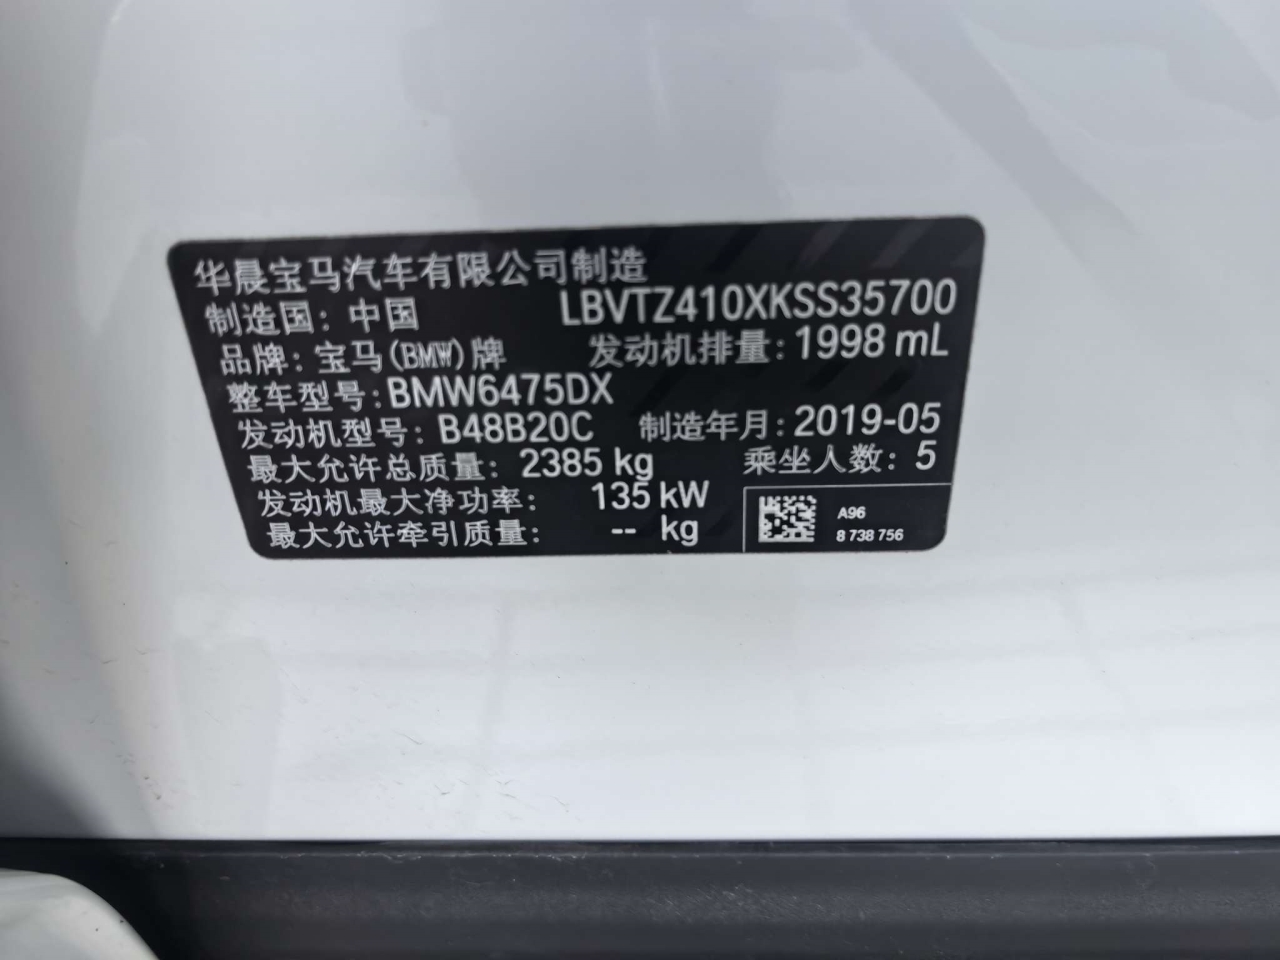 华晨宝马汽车有限公司制造
制造国：中国 LBVTZ410XKSS35700
品牌：宝马(BMW)牌 发动机排量：1998 mL
整车型号：BMW6475DX
发动机型号：B48B20C 制造年月：2019-05
最大允许总质量：2385 kg 乘坐人数：5
发动机最大净功率：135 kW
最大允许牵引质量：-- kg
A96
8 738 756